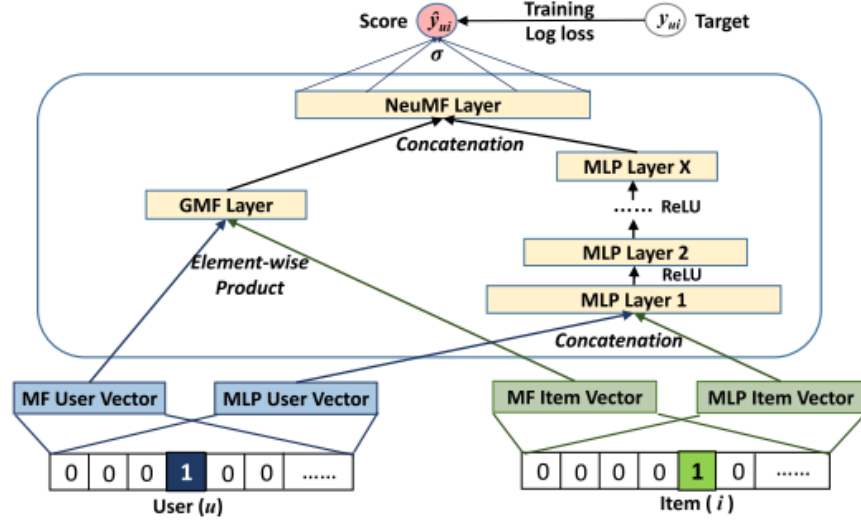 Score ŷui Training yui Target
Log loss
σ
NeuMF Layer
Concatenation
MLP Layer X
GMF Layer
...... ReLU
Element-wise
Product
MLP Layer 2
ReLU
MLP Layer 1
Concatenation
MF User Vector MLP User Vector MF Item Vector MLP Item Vector
0 0 0 1 0 0 ...... 0 0 0 0 1 0 ......
User (u) Item ( i )